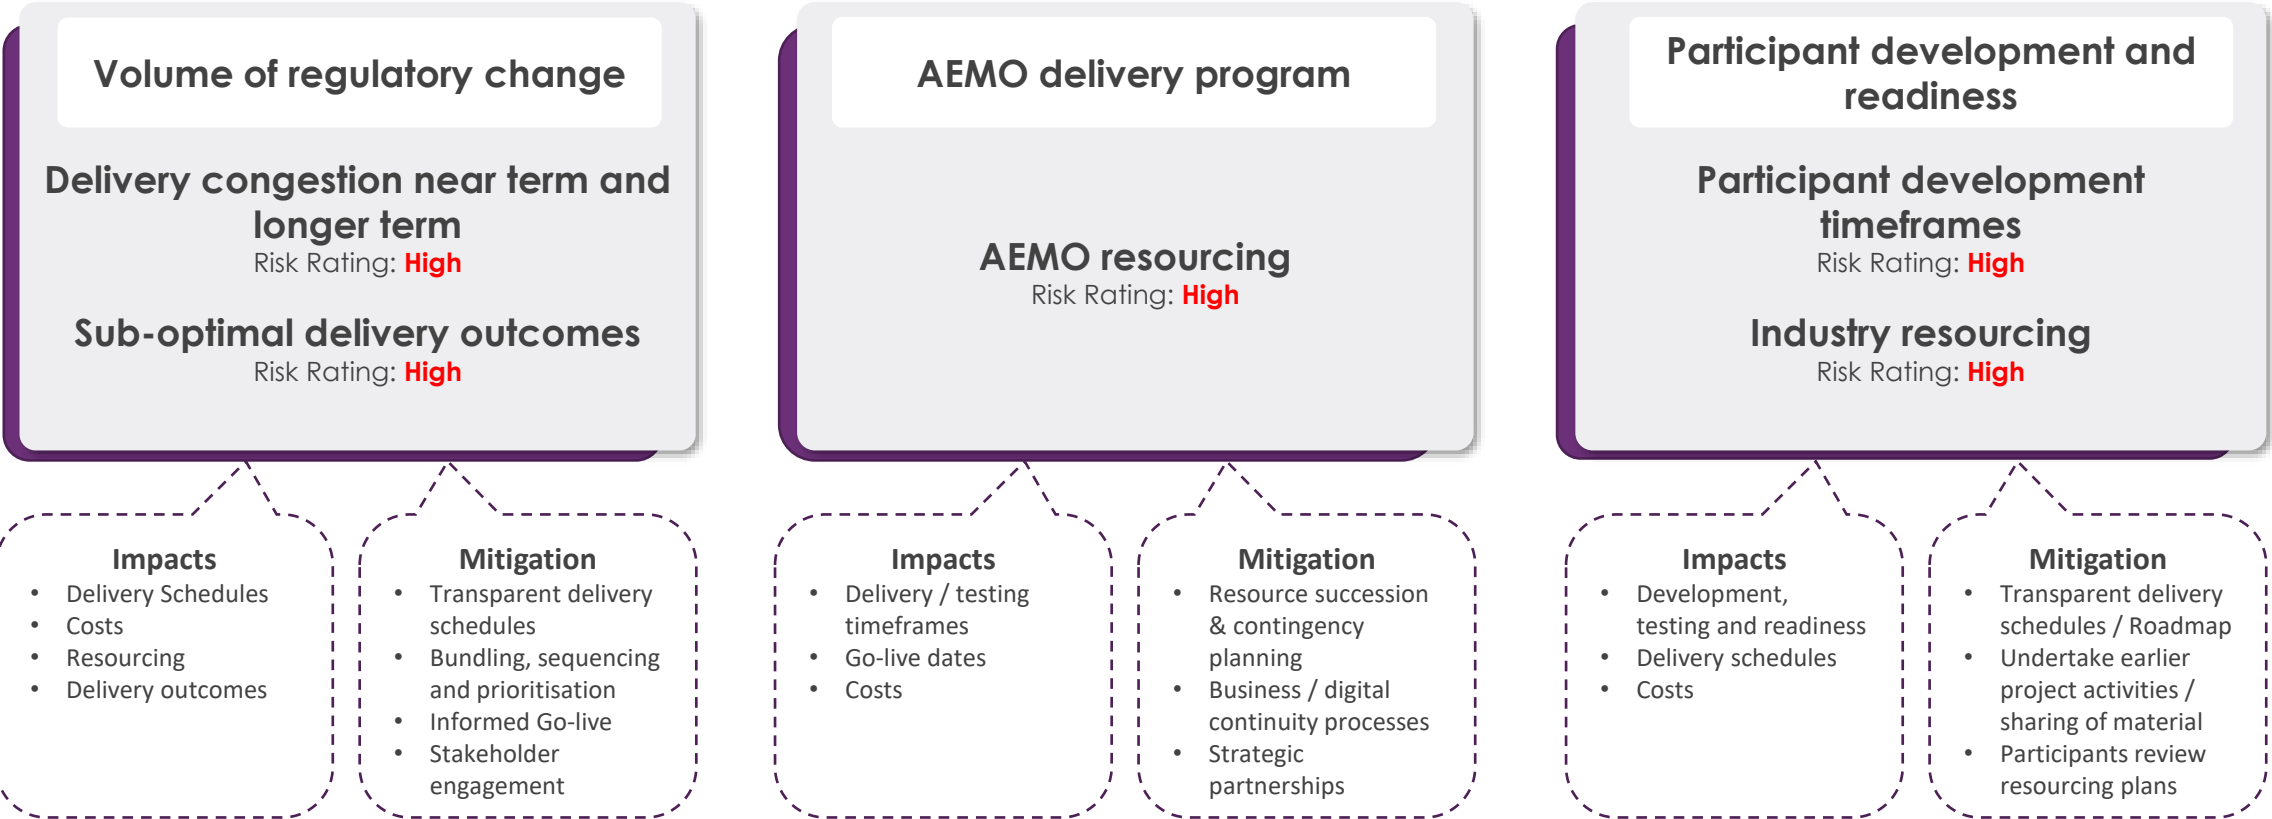 Volume of regulatory change
Delivery congestion near term and
longer term
Risk Rating: High
Sub-optimal delivery outcomes
Risk Rating: High
Impacts
• Delivery Schedules
• Costs
• Resourcing
• Delivery outcomes
Mitigation
• Transparent delivery
schedules
• Bundling, sequencing
and prioritisation
• Informed Go-live
• Stakeholder
engagement
AEMO delivery program
AEMO resourcing
Risk Rating: High
Impacts
• Delivery / testing
timeframes
• Go-live dates
• Costs
Mitigation
• Resource succession
& contingency
planning
• Business / digital
continuity processes
• Strategic
partnerships
Participant development and
readiness
Participant development
timeframes
Risk Rating: High
Industry resourcing
Risk Rating: High
Impacts
• Development,
testing and readiness
• Delivery schedules
• Costs
Mitigation
• Transparent delivery
schedules / Roadmap
• Undertake earlier
project activities /
sharing of material
• Participants review
resourcing plans